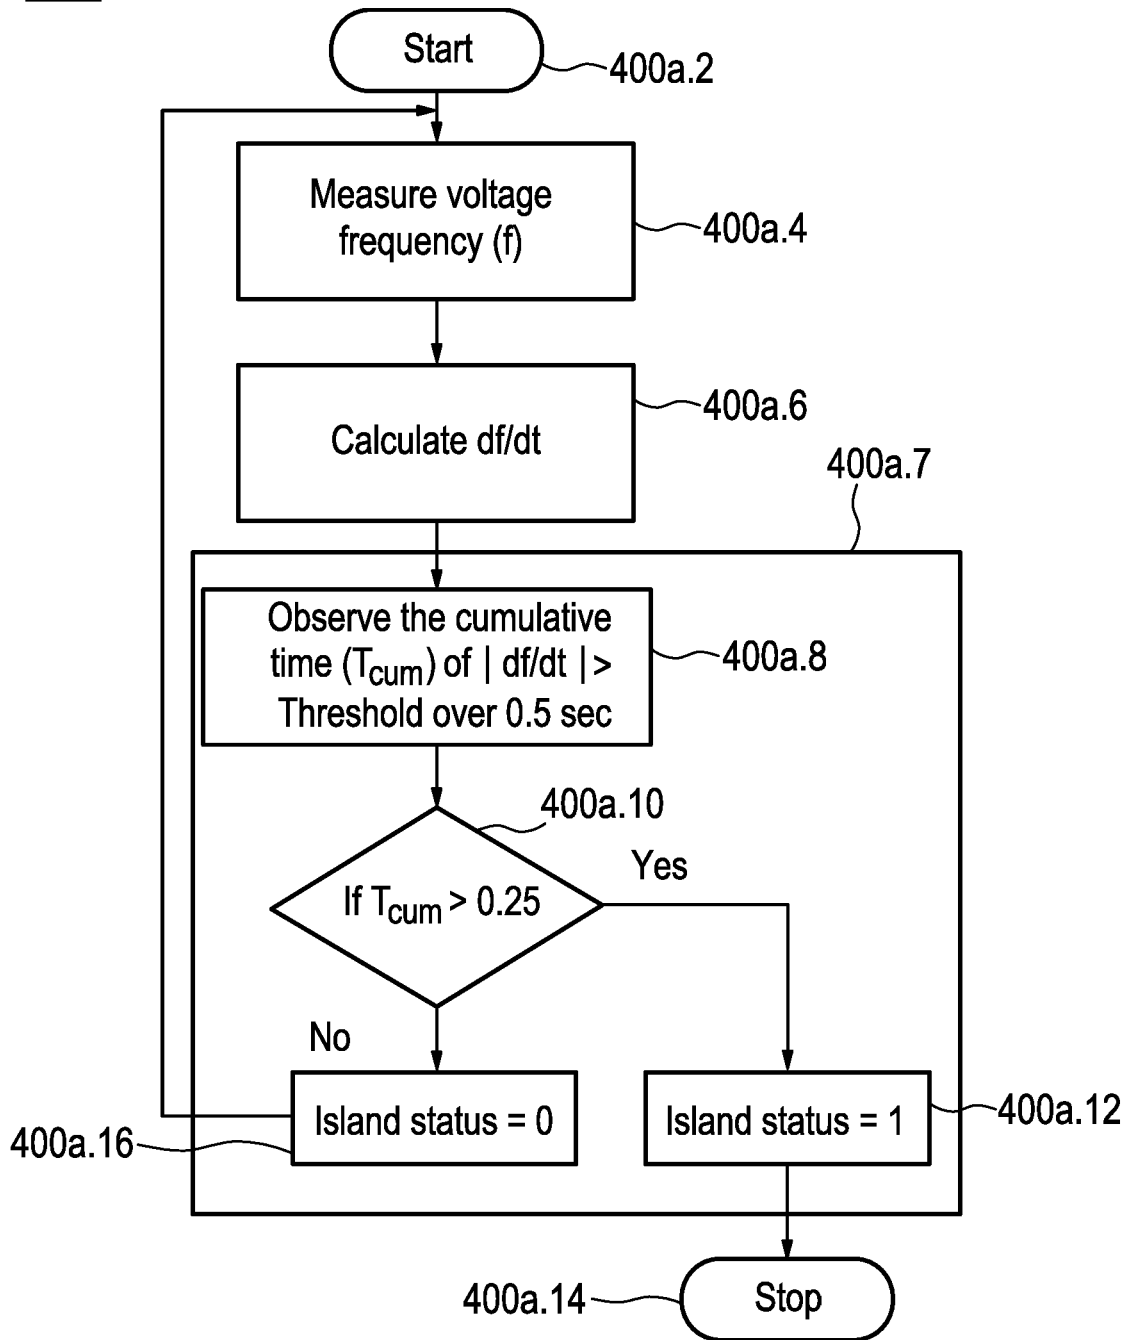 Start
400a.2
Measure voltage
frequency (f)
400a.4
Calculate df/dt
400a.6
400a.7
Observe the cumulative
time (Tcum) of | df/dt | >
Threshold over 0.5 sec
400a.8
400a.10
If Tcum > 0.25
Yes
No
Island status = 0
Island status = 1
400a.12
400a.16
Stop
400a.14